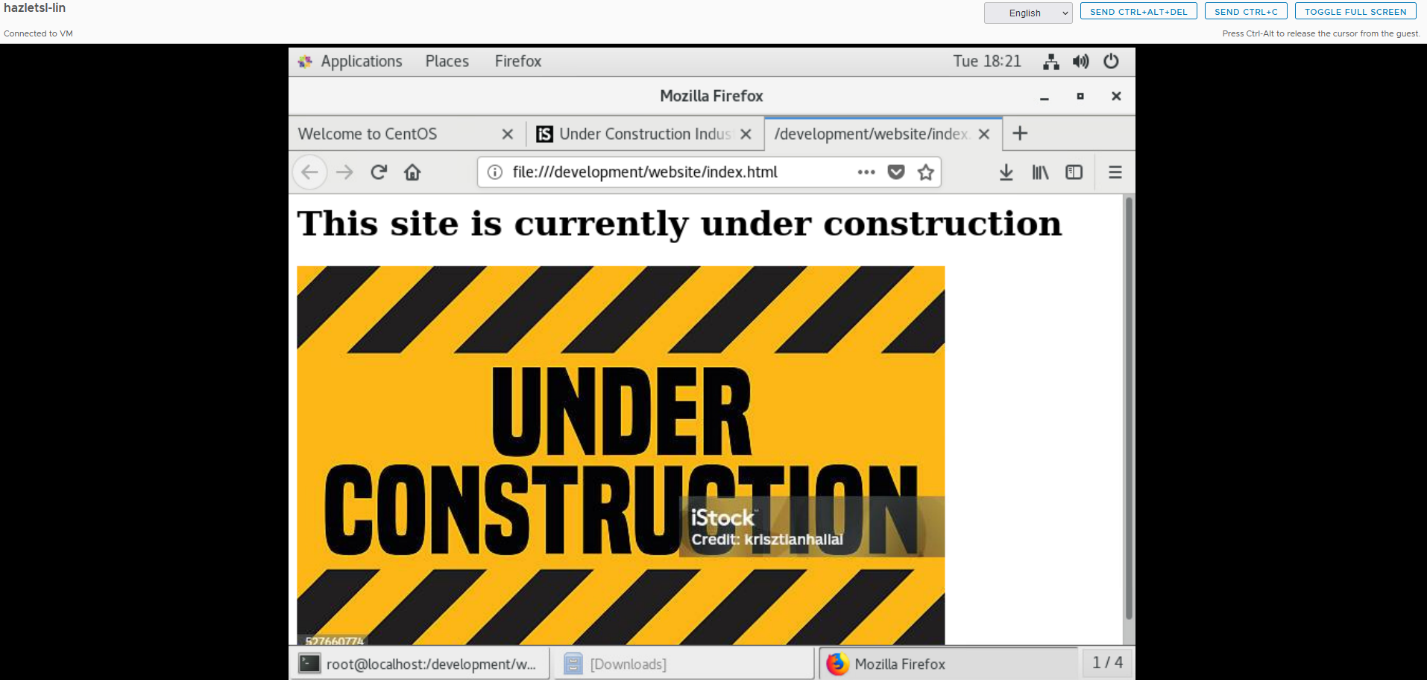 hazletsl-lin
English
SEND CTRL+ALT+DEL
SEND CTRL+C
TOGGLE FULL SCREEN
Connected to VM
Press Ctrl-Alt to release the cursor from the guest.
Applications Places Firefox Tue 18:21
Mozilla Firefox
Welcome to CentOS
iS Under Construction Indus
/development/website/index.
file:///development/website/index.html
This site is currently under construction
UNDER
CONSTRUCTION
iStock™
Credit: krisztianhallai
527660774
root@localhost:/development/w...
[Downloads]
Mozilla Firefox
1 / 4